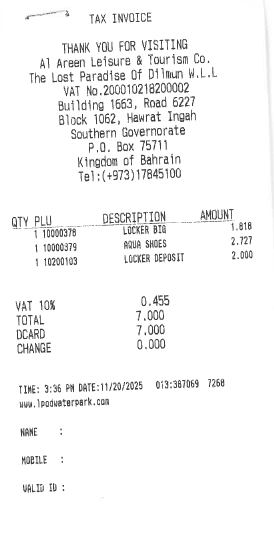 TAX INVOICE
THANK YOU FOR VISITING
Al Areen Leisure & Tourism Co.
The Lost Paradise Of Dilmun W.L.L
VAT No.200010218200002
Building 1663, Road 6227
Block 1062, Hawrat Ingah
Southern Governorate
P.O. Box 75711
Kingdom of Bahrain
Tel:(+973)17845100
QTY PLU DESCRIPTION AMOUNT
1 10000378 LOCKER BIG 1.818
1 10000379 AQUA SHOES 2.727
1 10200103 LOCKER DEPOSIT 2.000
VAT 10% 0.455
TOTAL 7.000
DCARD 7.000
CHANGE 0.000
TIME: 3:36 PM DATE:11/20/2025 013:387069 7268
www.lpodwaterpark.com
NAME :
MOBILE :
VALID ID :